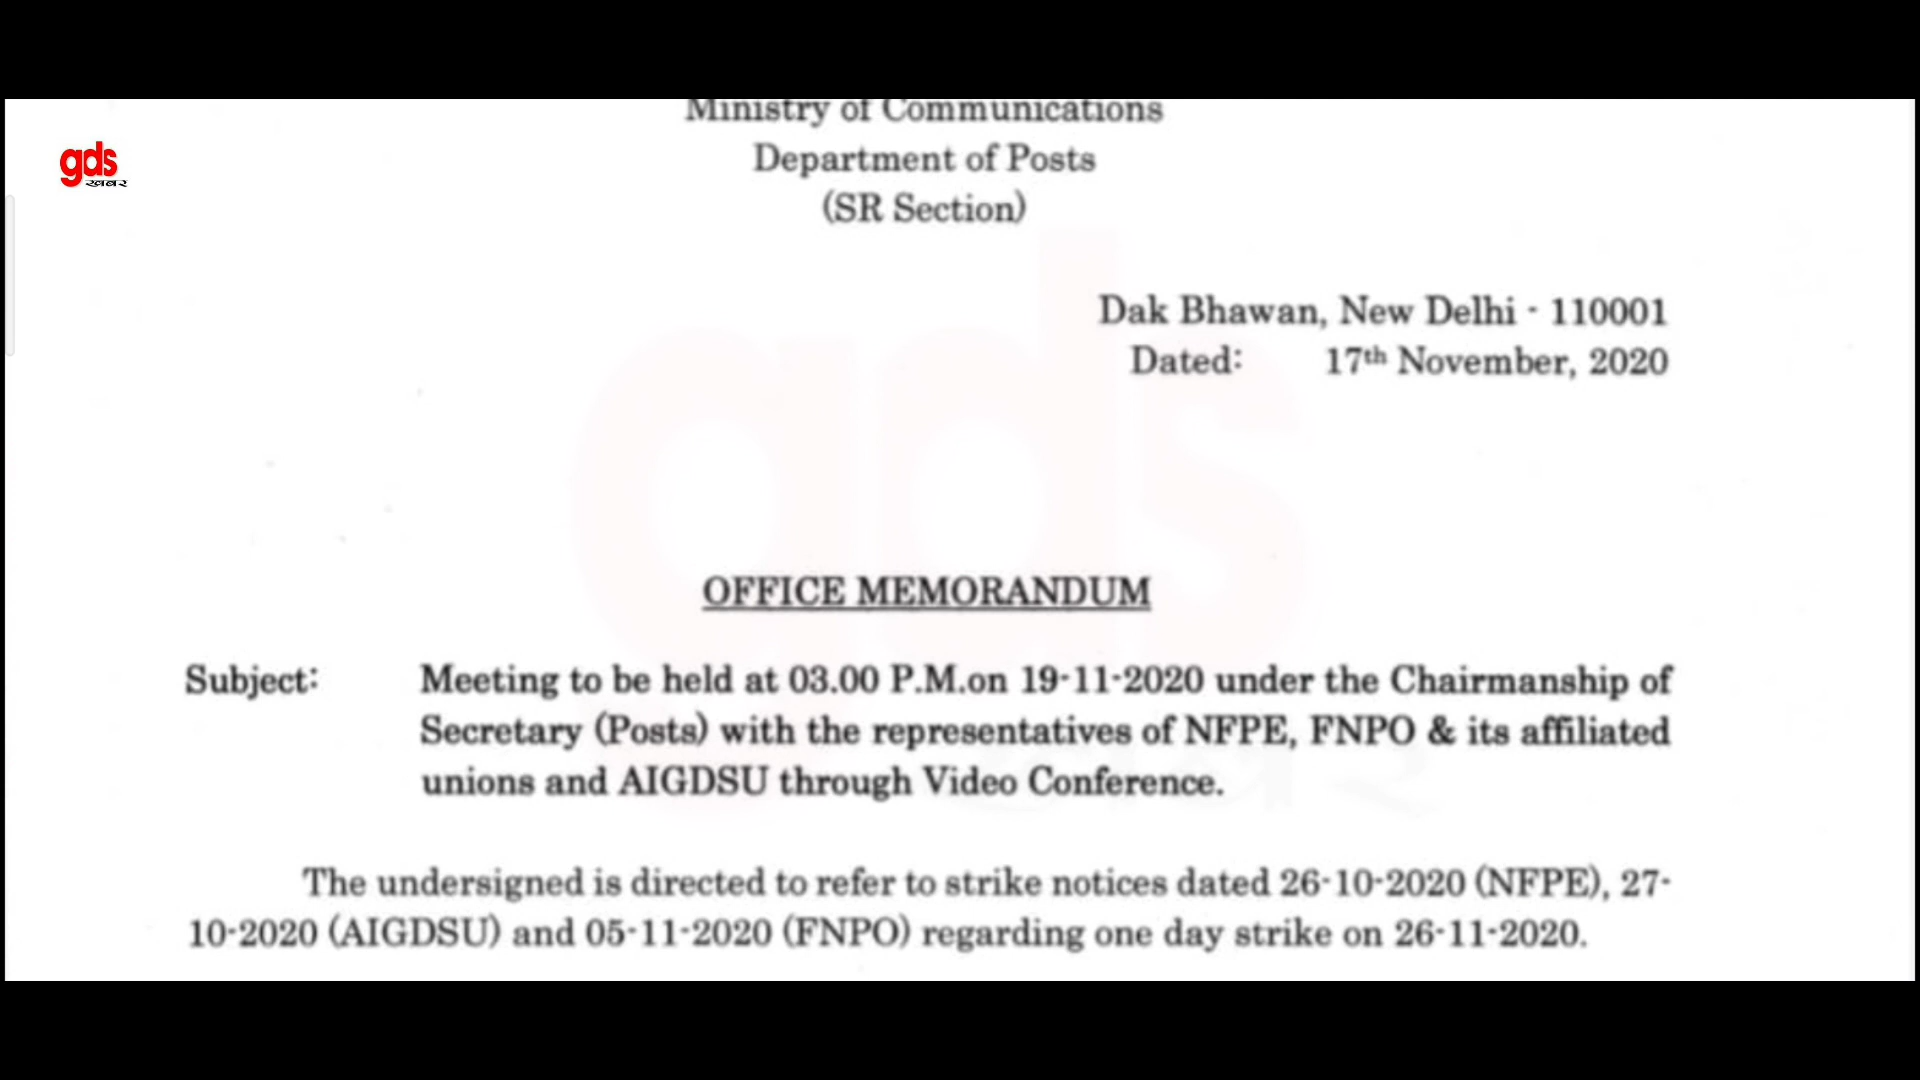 Ministry of Communications
Department of Posts
(SR Section)
gds
खबर
Dak Bhawan, New Delhi - 110001
Dated: 17th November, 2020
OFFICE MEMORANDUM
Subject: Meeting to be held at 03.00 P.M.on 19-11-2020 under the Chairmanship of
Secretary (Posts) with the representatives of NFPE, FNPO & its affiliated
unions and AIGDSU through Video Conference.
The undersigned is directed to refer to strike notices dated 26-10-2020 (NFPE), 27-
10-2020 (AIGDSU) and 05-11-2020 (FNPO) regarding one day strike on 26-11-2020.